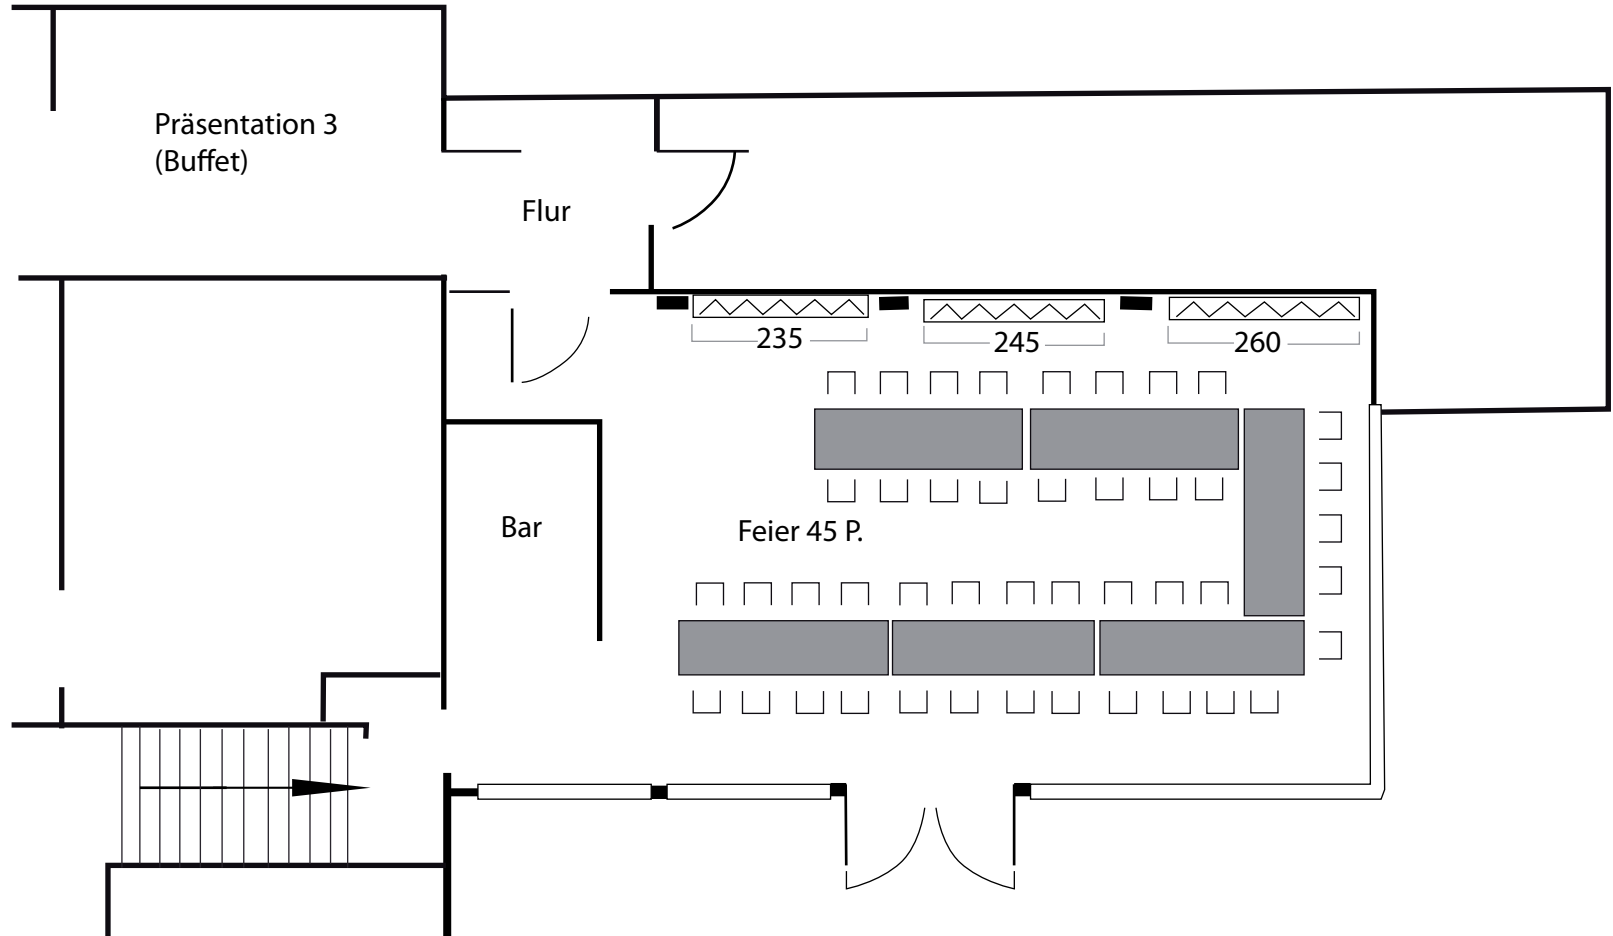 Präsentation 3
(Buffet)
Flur
235
245
260
Bar
Feier 45 P.